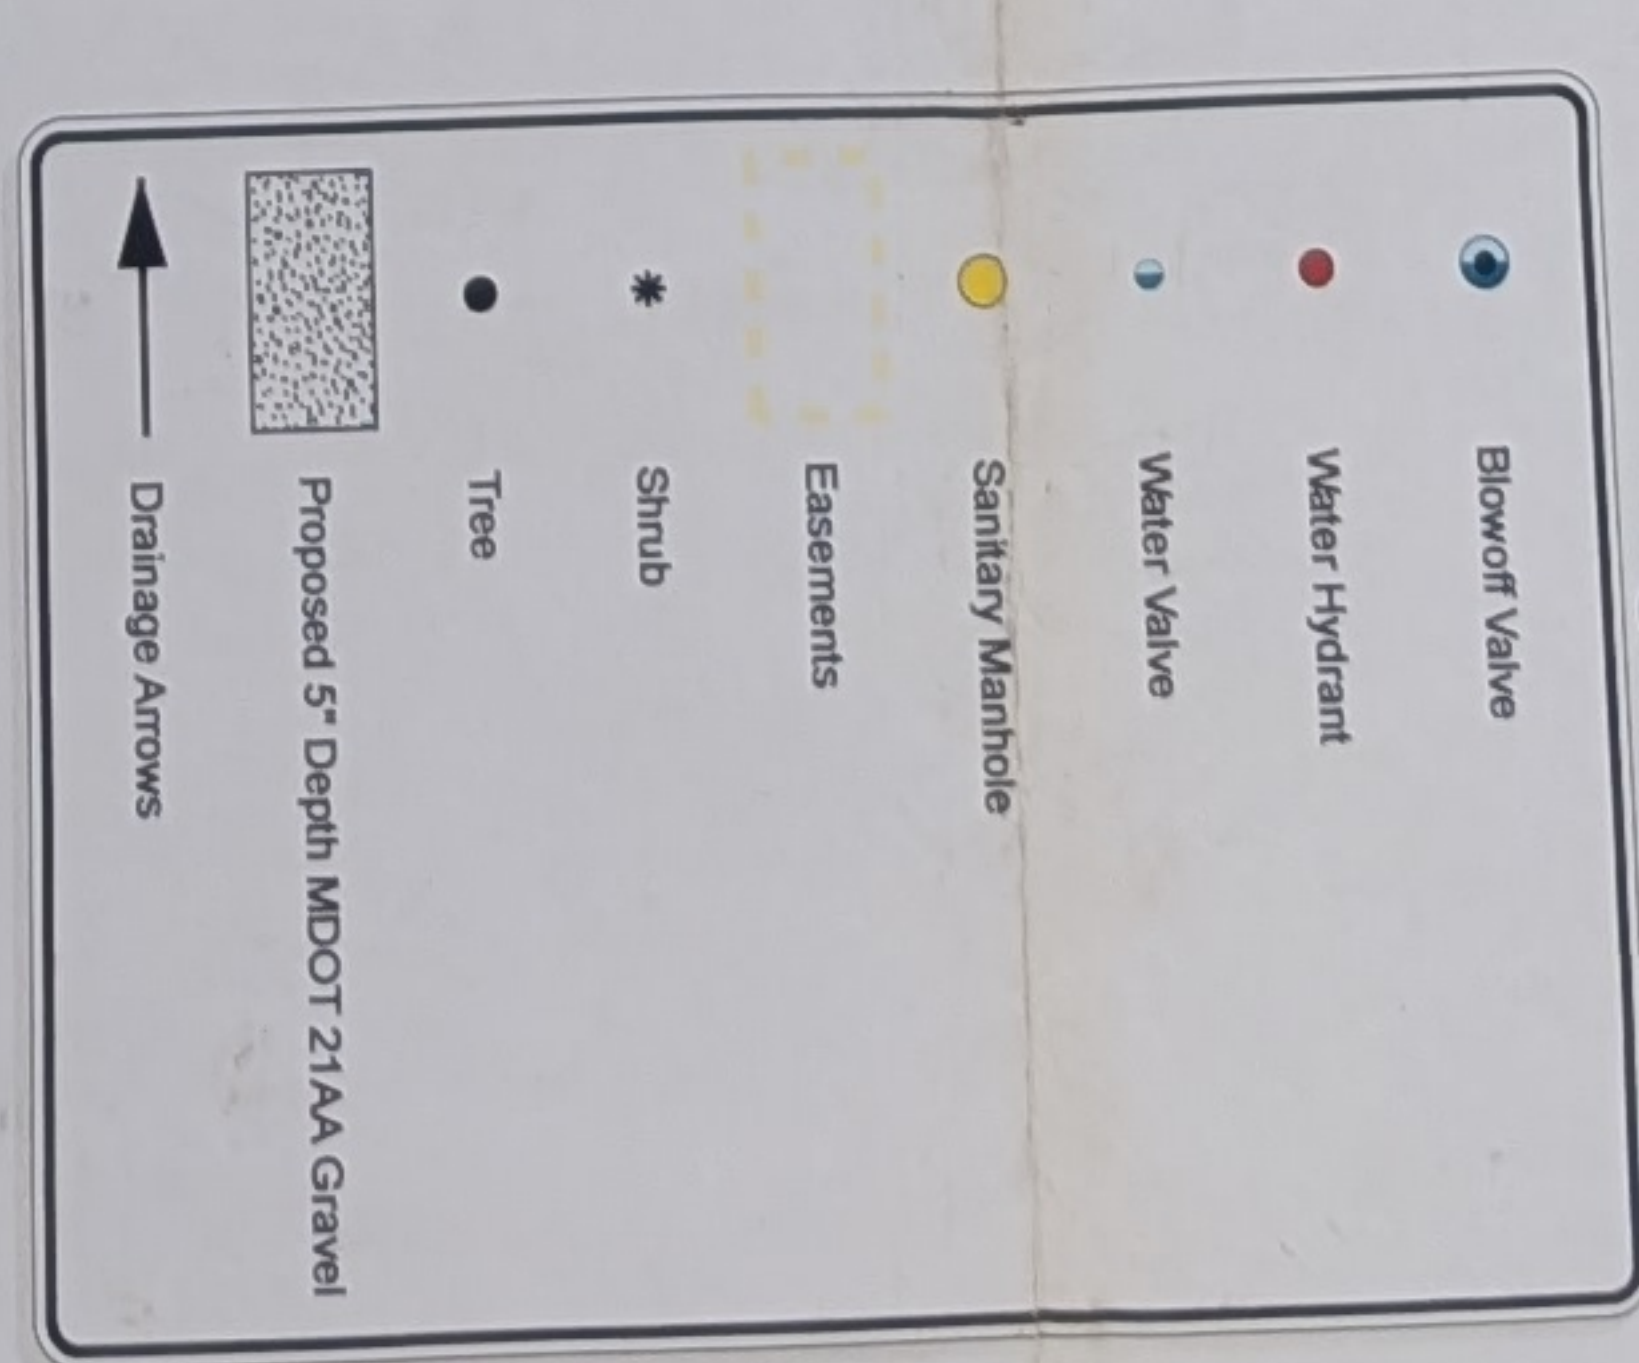 Blowoff Valve
Water Hydrant
Water Valve
Sanitary Manhole
Easements
Shrub
Tree
Proposed 5" Depth MDOT 21AA Gravel
Drainage Arrows